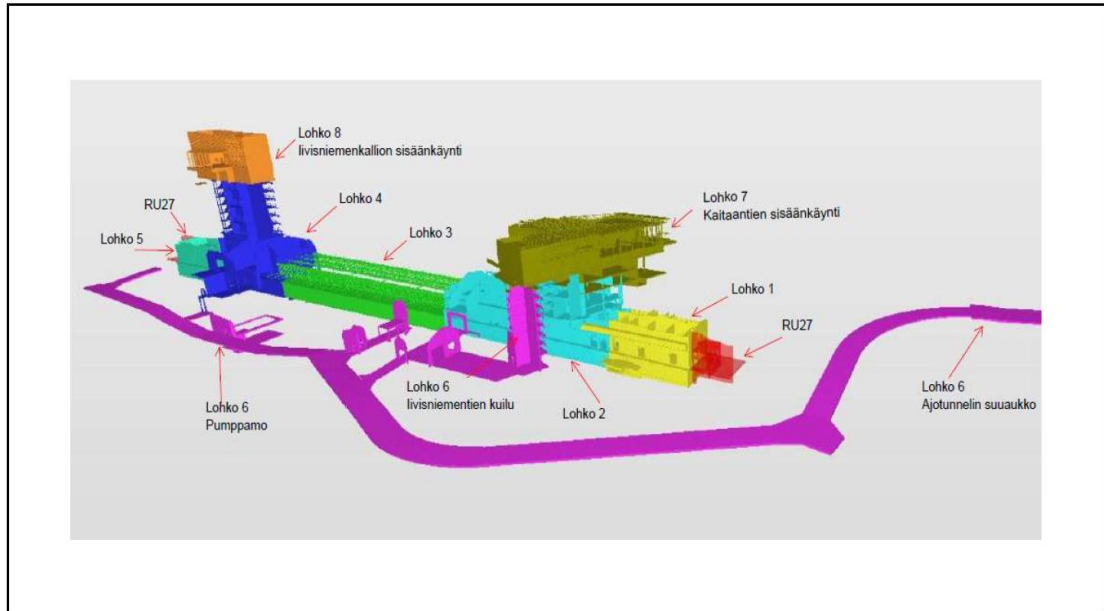 Lohko 8
Iivisniemenkallion sisäänkäynti
RU27
Lohko 4
Lohko 5
Lohko 3
Lohko 7
Kaitaantien sisäänkäynti
Lohko 1
RU27
Lohko 6
Pumppamo
Lohko 6
Iivisniementien kuilu
Lohko 2
Lohko 6
Ajotunnelin suuaukko